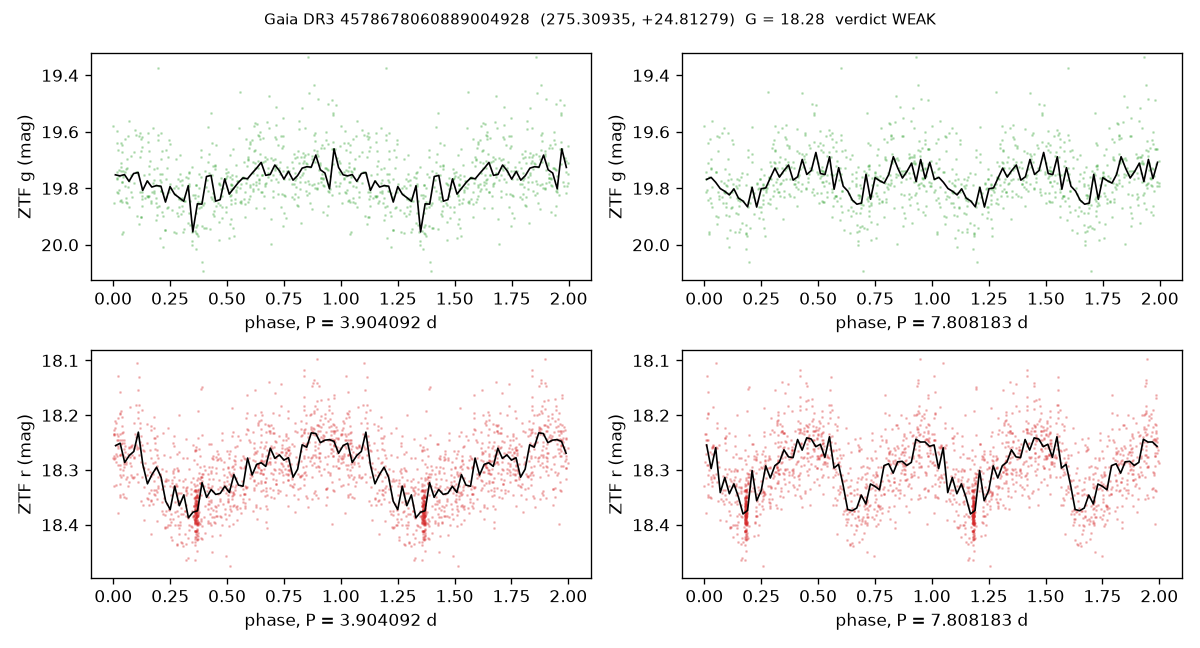 Gaia DR3 4578678060889004928  (275.30935, +24.81279)  G = 18.28  verdict WEAK
ZTF g (mag)
19.4
19.6
19.8
20.0
0.00 0.25 0.50 0.75 1.00 1.25 1.50 1.75 2.00
phase, P = 3.904092 d
ZTF g (mag)
19.4
19.6
19.8
20.0
0.00 0.25 0.50 0.75 1.00 1.25 1.50 1.75 2.00
phase, P = 7.808183 d
ZTF r (mag)
18.1
18.2
18.3
18.4
0.00 0.25 0.50 0.75 1.00 1.25 1.50 1.75 2.00
phase, P = 3.904092 d
ZTF r (mag)
18.1
18.2
18.3
18.4
0.00 0.25 0.50 0.75 1.00 1.25 1.50 1.75 2.00
phase, P = 7.808183 d